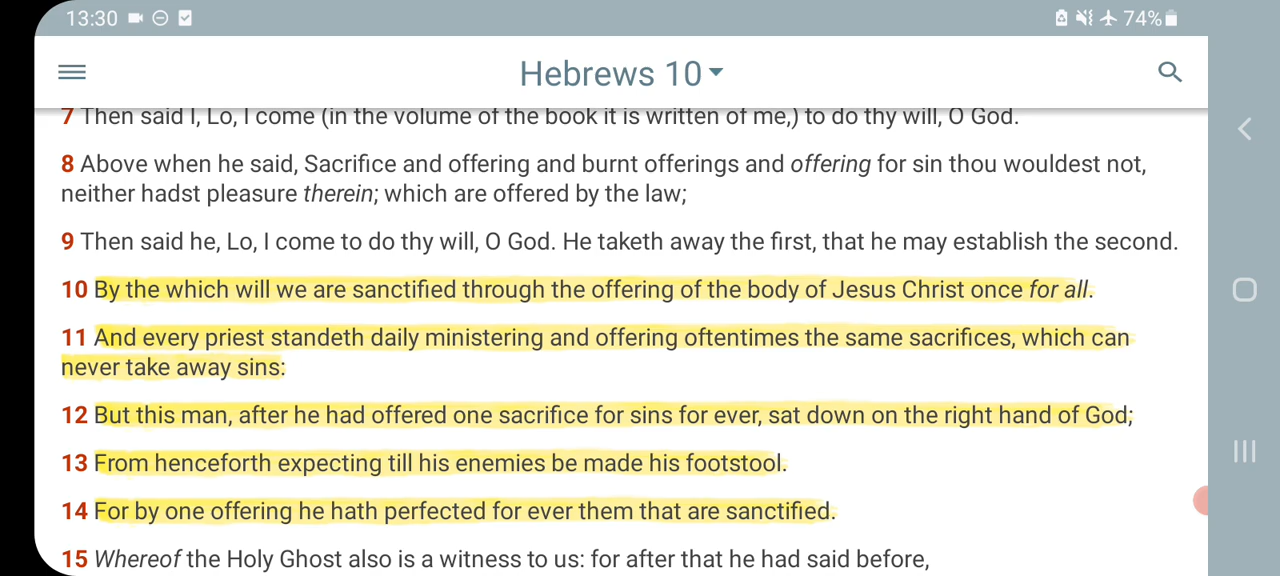 13:30
74%
Hebrews 10
7 Then said I, Lo, I come (in the volume of the book it is written of me,) to do thy will, O God.
8 Above when he said, Sacrifice and offering and burnt offerings and offering for sin thou wouldest not,
neither hadst pleasure therein; which are offered by the law;
9 Then said he, Lo, I come to do thy will, O God. He taketh away the first, that he may establish the second.
10 By the which will we are sanctified through the offering of the body of Jesus Christ once for all.
11 And every priest standeth daily ministering and offering oftentimes the same sacrifices, which can
never take away sins:
12 But this man, after he had offered one sacrifice for sins for ever, sat down on the right hand of God;
13 From henceforth expecting till his enemies be made his footstool.
14 For by one offering he hath perfected for ever them that are sanctified.
15 Whereof the Holy Ghost also is a witness to us: for after that he had said before,